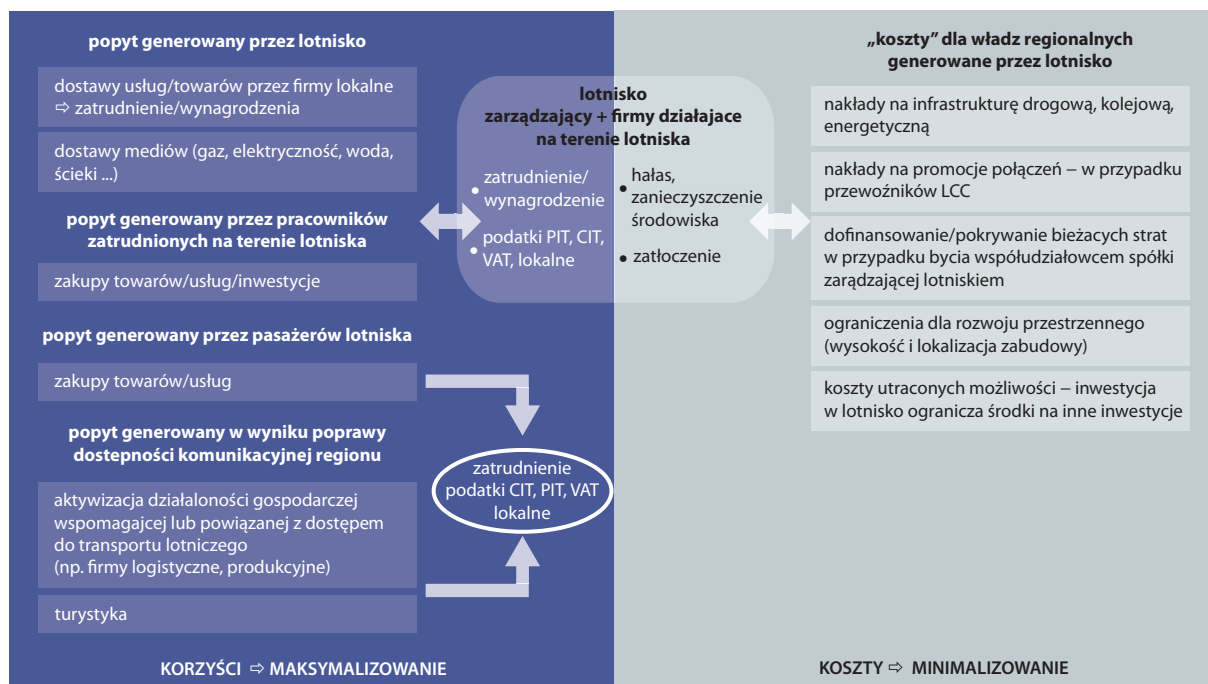 popyt generowany przez lotnisko
dostawy usług/towarów przez firmy lokalne
⇨ zatrudnienie/wynagrodzenia
dostawy mediów (gaz, elektryczność, woda,
ścieki ...)
popyt generowany przez pracowników
zatrudnionych na terenie lotniska
zakupy towarów/usług/inwestycje
popyt generowany przez pasażerów lotniska
zakupy towarów/usług
popyt generowany w wyniku poprawy
dostepności komunikacyjnej regionu
aktywizacja działaloności gospodarczej
wspomagajcej lub powiązanej z dostępem
do transportu lotniczego
(np. firmy logistyczne, produkcyjne)
turystyka
KORZYŚCI ⇨ MAKSYMALIZOWANIE
lotnisko
zarządzający + firmy działajace
na terenie lotniska
• zatrudnienie/
wynagrodzenie
• podatki PIT, CIT,
VAT, lokalne
• hałas,
zanieczyszczenie
środowiska
• zatłoczenie
zatrudnienie
podatki CIT, PIT, VAT
lokalne
„koszty” dla władz regionalnych
generowane przez lotnisko
nakłady na infrastrukturę drogową, kolejową,
energetyczną
nakłady na promocje połączeń – w przypadku
przewoźników LCC
dofinansowanie/pokrywanie bieżacych strat
w przypadku bycia współudziałowcem spółki
zarądzającej lotniskiem
ograniczenia dla rozwoju przestrzennego
(wysokość i lokalizacja zabudowy)
koszty utraconych możliwości – inwestycja
w lotnisko ogranicza środki na inne inwestycje
KOSZTY ⇨ MINIMALIZOWANIE